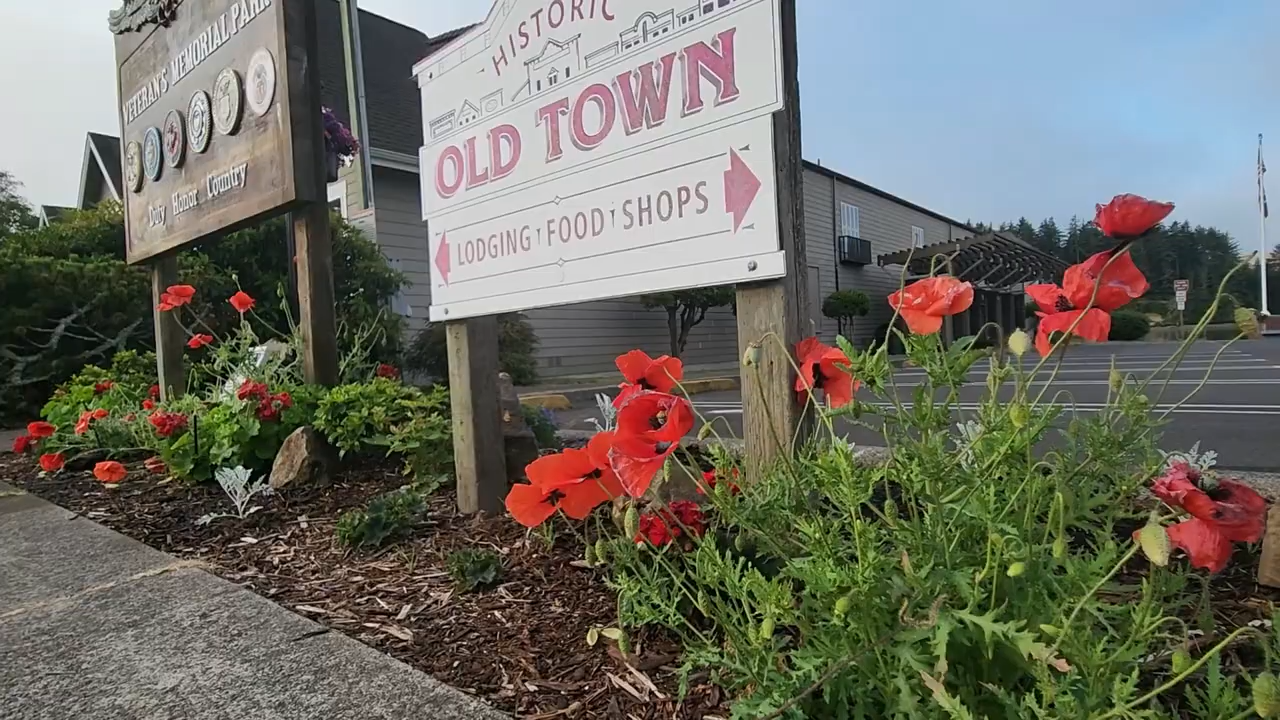 VETERAN'S MEMORIAL PARK
Duty Honor Country
HISTORIC
OLD TOWN
LODGING FOOD SHOPS